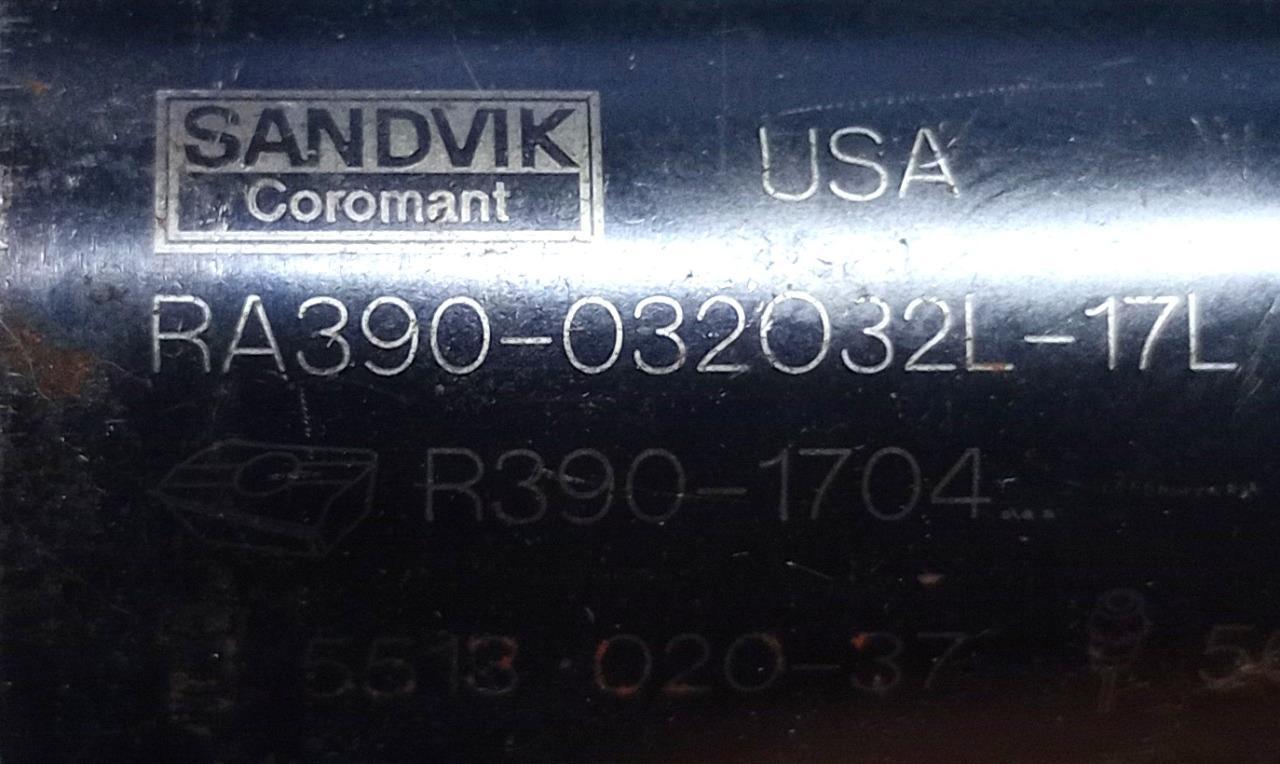 SANDVIK
Coromant
USA
RA390-032O32L-17L
R390-1704
5513 020-37